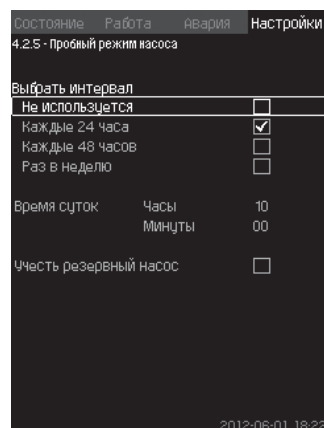 Состояние Работа Авария Настройки
4.2.5 - Пробный режим насоса
Выбрать интервал
Не используется
Каждые 24 часа
Каждые 48 часов
Раз в неделю
Время суток Часы 10
Минуты 00
Учесть резервный насос
2012-06-01 18:22